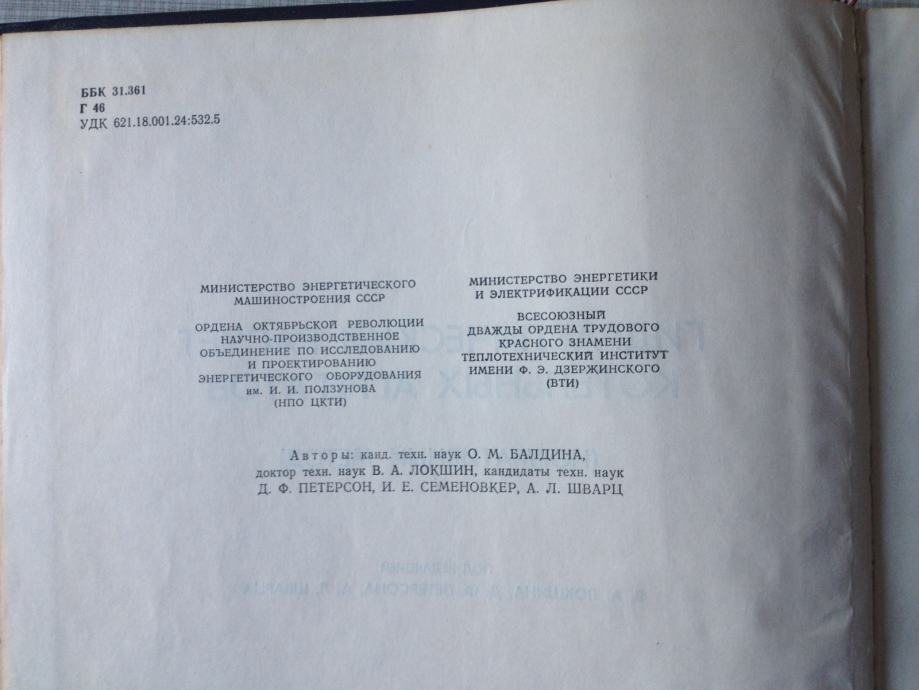 ББК 31.361
Г 46
УДК 621.18.001.24:532.5
МИНИСТЕРСТВО ЭНЕРГЕТИЧЕСКОГО
МАШИНОСТРОЕНИЯ СССР
ОРДЕНА ОКТЯБРЬСКОЙ РЕВОЛЮЦИИ
НАУЧНО-ПРОИЗВОДСТВЕННОЕ
ОБЪЕДИНЕНИЕ ПО ИССЛЕДОВАНИЮ
И ПРОЕКТИРОВАНИЮ
ЭНЕРГЕТИЧЕСКОГО ОБОРУДОВАНИЯ
им. И. И. ПОЛЗУНОВА
(НПО ЦКТИ)
МИНИСТЕРСТВО ЭНЕРГЕТИКИ
И ЭЛЕКТРИФИКАЦИИ СССР
ВСЕСОЮЗНЫЙ
ДВАЖДЫ ОРДЕНА ТРУДОВОГО
КРАСНОГО ЗНАМЕНИ
ТЕПЛОТЕХНИЧЕСКИЙ ИНСТИТУТ
ИМЕНИ Ф. Э. ДЗЕРЖИНСКОГО
(ВТИ)
Авторы: канд. техн. наук О. М. БАЛДИНА,
доктор техн. наук В. А. ЛОКШИН, кандидаты техн. наук
Д. Ф. ПЕТЕРСОН, И. Е. СЕМЕНОВКЕР, А. Л. ШВАРЦ